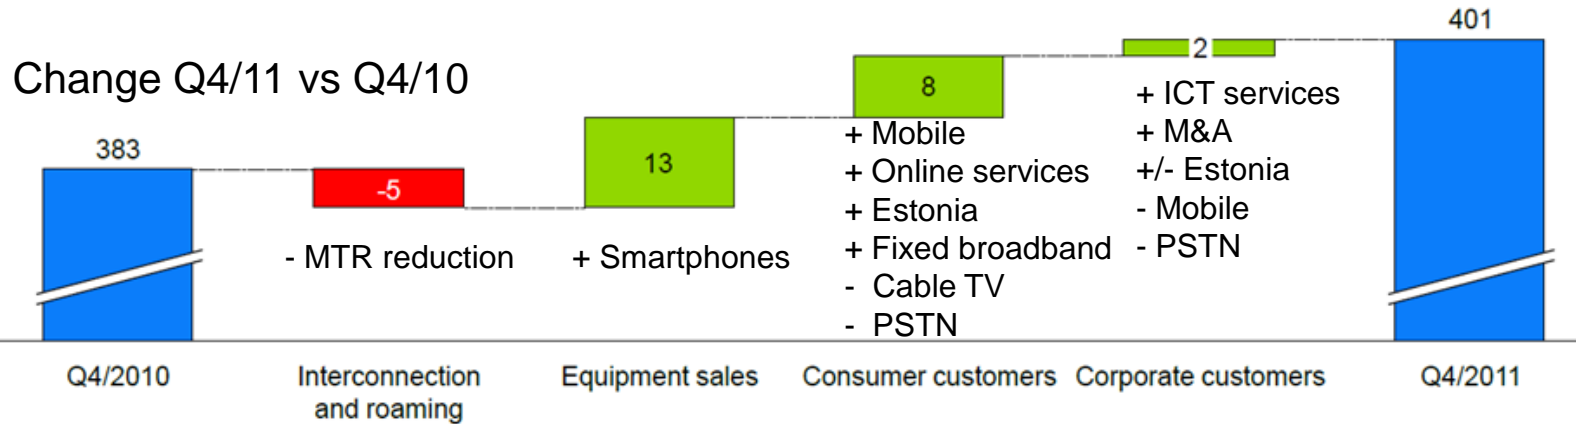 Change Q4/11 vs Q4/10
383
-5
13
8
2
401
- MTR reduction
+ Smartphones
+ Mobile
+ Online services
+ Estonia
+ Fixed broadband
- Cable TV
- PSTN
+ ICT services
+ M&A
+/- Estonia
- Mobile
- PSTN
Q4/2010
Interconnection
and roaming
Equipment sales
Consumer customers
Corporate customers
Q4/2011